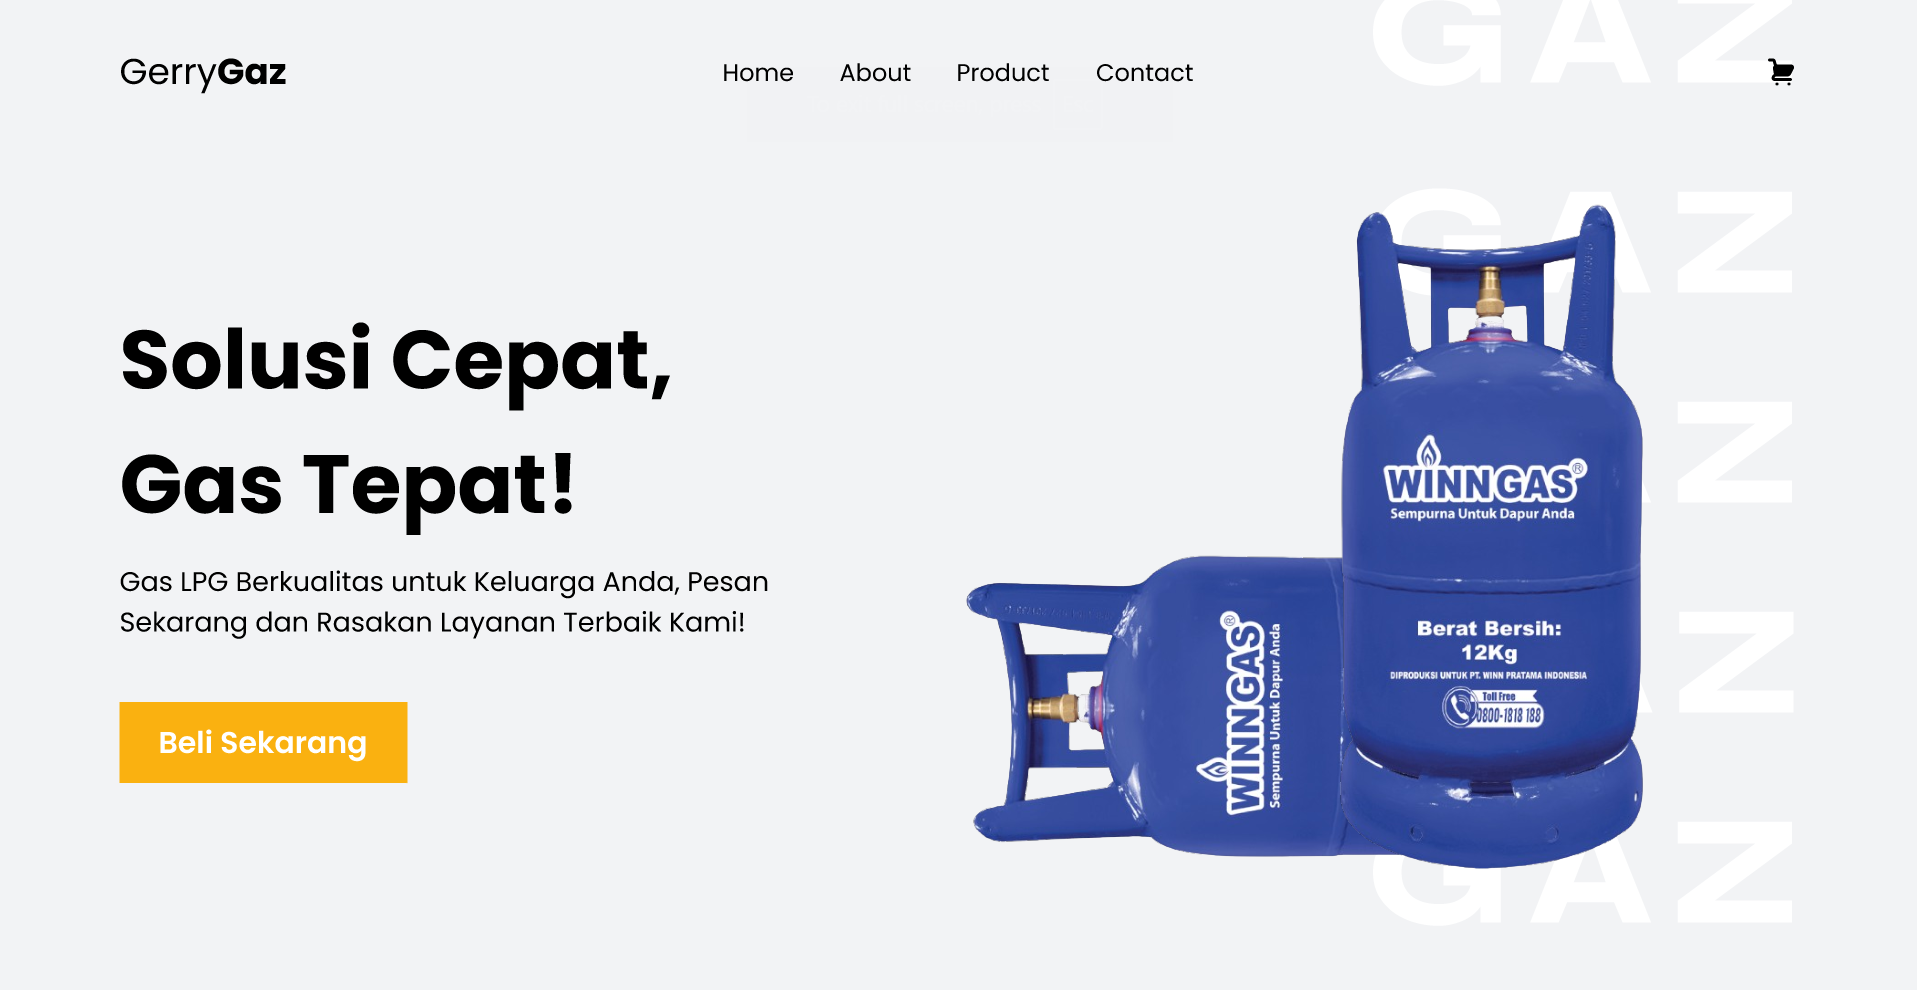 GerryGaz
Home
About
Product
Contact
GAZ
GAZ
Solusi Cepat,
Gas Tepat!
Gas LPG Berkualitas untuk Keluarga Anda, Pesan
Sekarang dan Rasakan Layanan Terbaik Kami!
Beli Sekarang
WINNGAS®
Sempurna Untuk Dapur Anda
WINNGAS®
Sempurna Untuk Dapur Anda
Berat Bersih:
12Kg
DIPRODUKSI UNTUK PT. WINN PRATAMA INDONESIA
Toll Free
0800-1818 188
GAZ